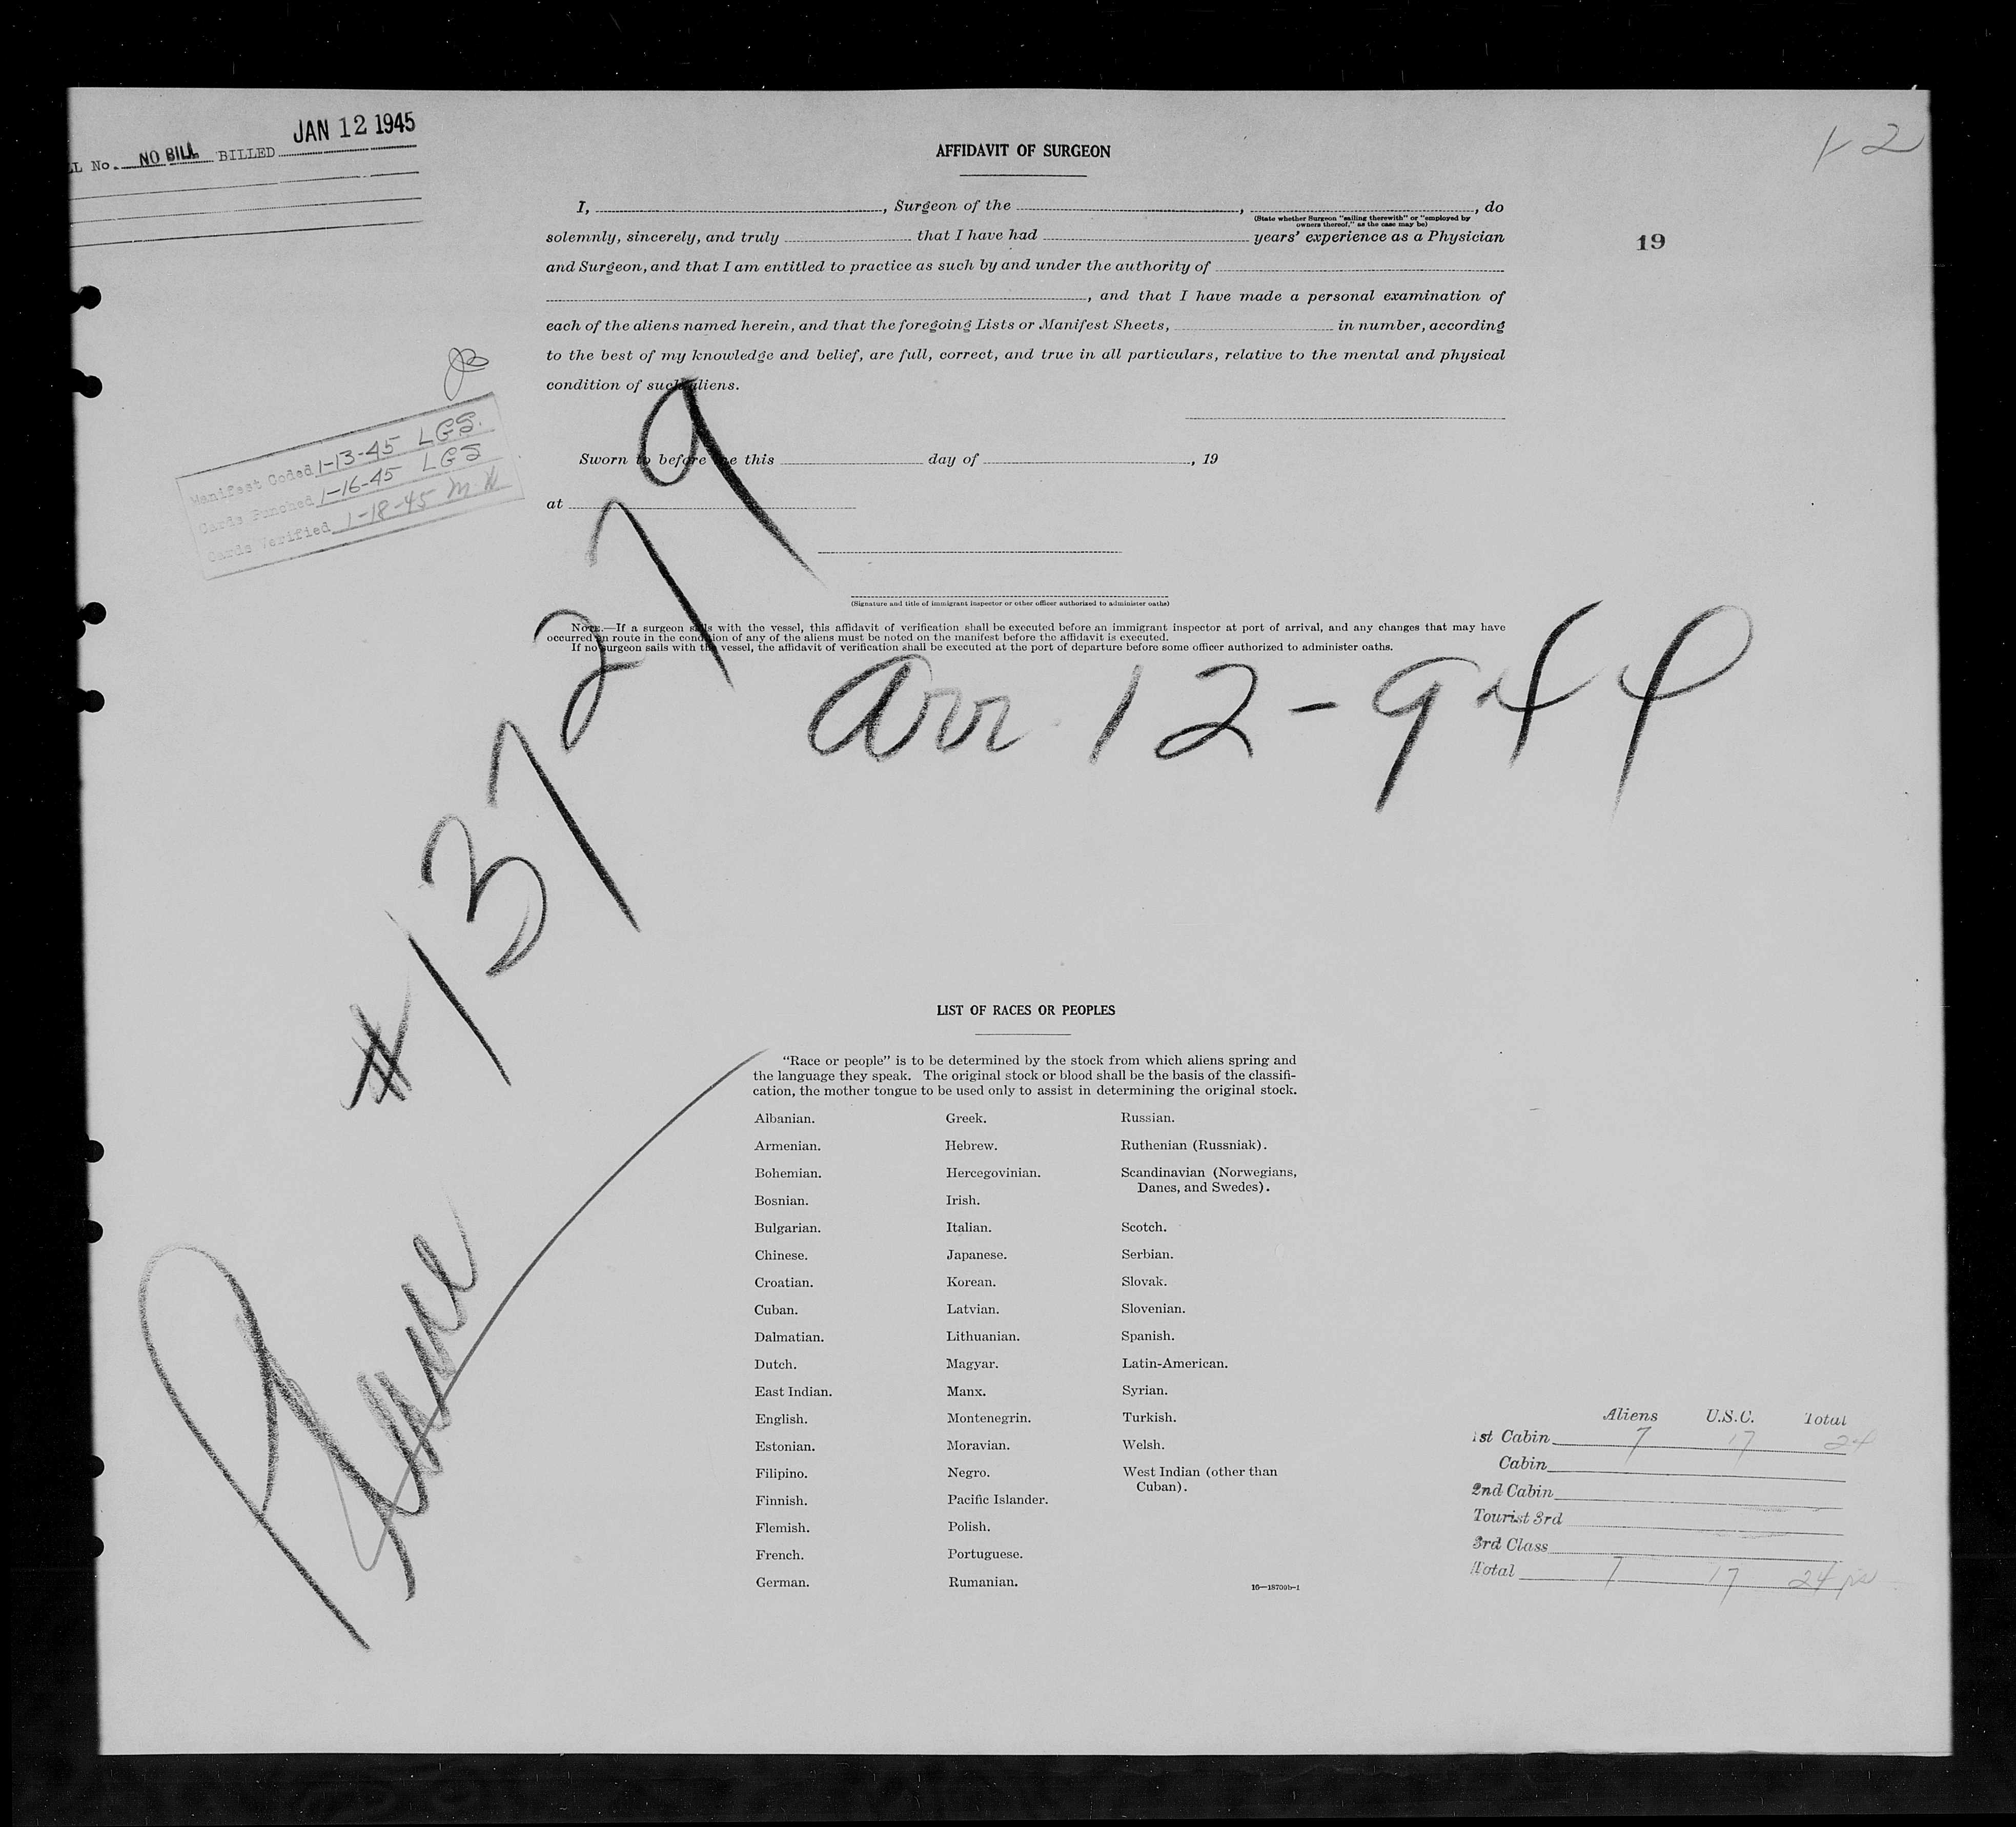 JAN 12 1945
LL No. NO BILL BILLED
AFFIDAVIT OF SURGEON
1-2
19
I, , Surgeon of the , , do
(State whether Surgeon "sailing therewith" or "employed by
owners thereof," as the case may be)
solemnly, sincerely, and truly that I have had years' experience as a Physician
and Surgeon, and that I am entitled to practice as such by and under the authority of
, and that I have made a personal examination of
each of the aliens named herein, and that the foregoing Lists or Manifest Sheets, in number, according
to the best of my knowledge and belief, are full, correct, and true in all particulars, relative to the mental and physical
condition of such aliens.
Manifest Coded 1-13-45 LGS.
Cards Punched 1-16-45 LGS
Cards Verified 1-18-45 M.N
Sworn to before me this day of , 19
at
(Signature and title of immigrant inspector or other officer authorized to administer oaths)
NOTE.—If a surgeon sails with the vessel, this affidavit of verification shall be executed before an immigrant inspector at port of arrival, and any changes that may have
occurred en route in the condition of any of the aliens must be noted on the manifest before the affidavit is executed.
If no surgeon sails with the vessel, the affidavit of verification shall be executed at the port of departure before some officer authorized to administer oaths.
#137279
Arr 12-9-44
LIST OF RACES OR PEOPLES
"Race or people" is to be determined by the stock from which aliens spring and
the language they speak. The original stock or blood shall be the basis of the classifi-
cation, the mother tongue to be used only to assist in determining the original stock.
Albanian. Greek. Russian.
Armenian. Hebrew. Ruthenian (Russniak).
Bohemian. Hercegovinian. Scandinavian (Norwegians,
Danes, and Swedes).
Bosnian. Irish.
Bulgarian. Italian. Scotch.
Chinese. Japanese. Serbian.
Croatian. Korean. Slovak.
Cuban. Latvian. Slovenian.
Dalmatian. Lithuanian. Spanish.
Dutch. Magyar. Latin-American.
East Indian. Manx. Syrian.
English. Montenegrin. Turkish.
Estonian. Moravian. Welsh.
Filipino. Negro. West Indian (other than
Cuban).
Finnish. Pacific Islander.
Flemish. Polish.
French. Portuguese.
German. Rumanian.
16—18709b-1
Aliens U.S.C. Total
1st Cabin 7 17 24
Cabin
2nd Cabin
Tourist 3rd
3rd Class
Total 7 17 24